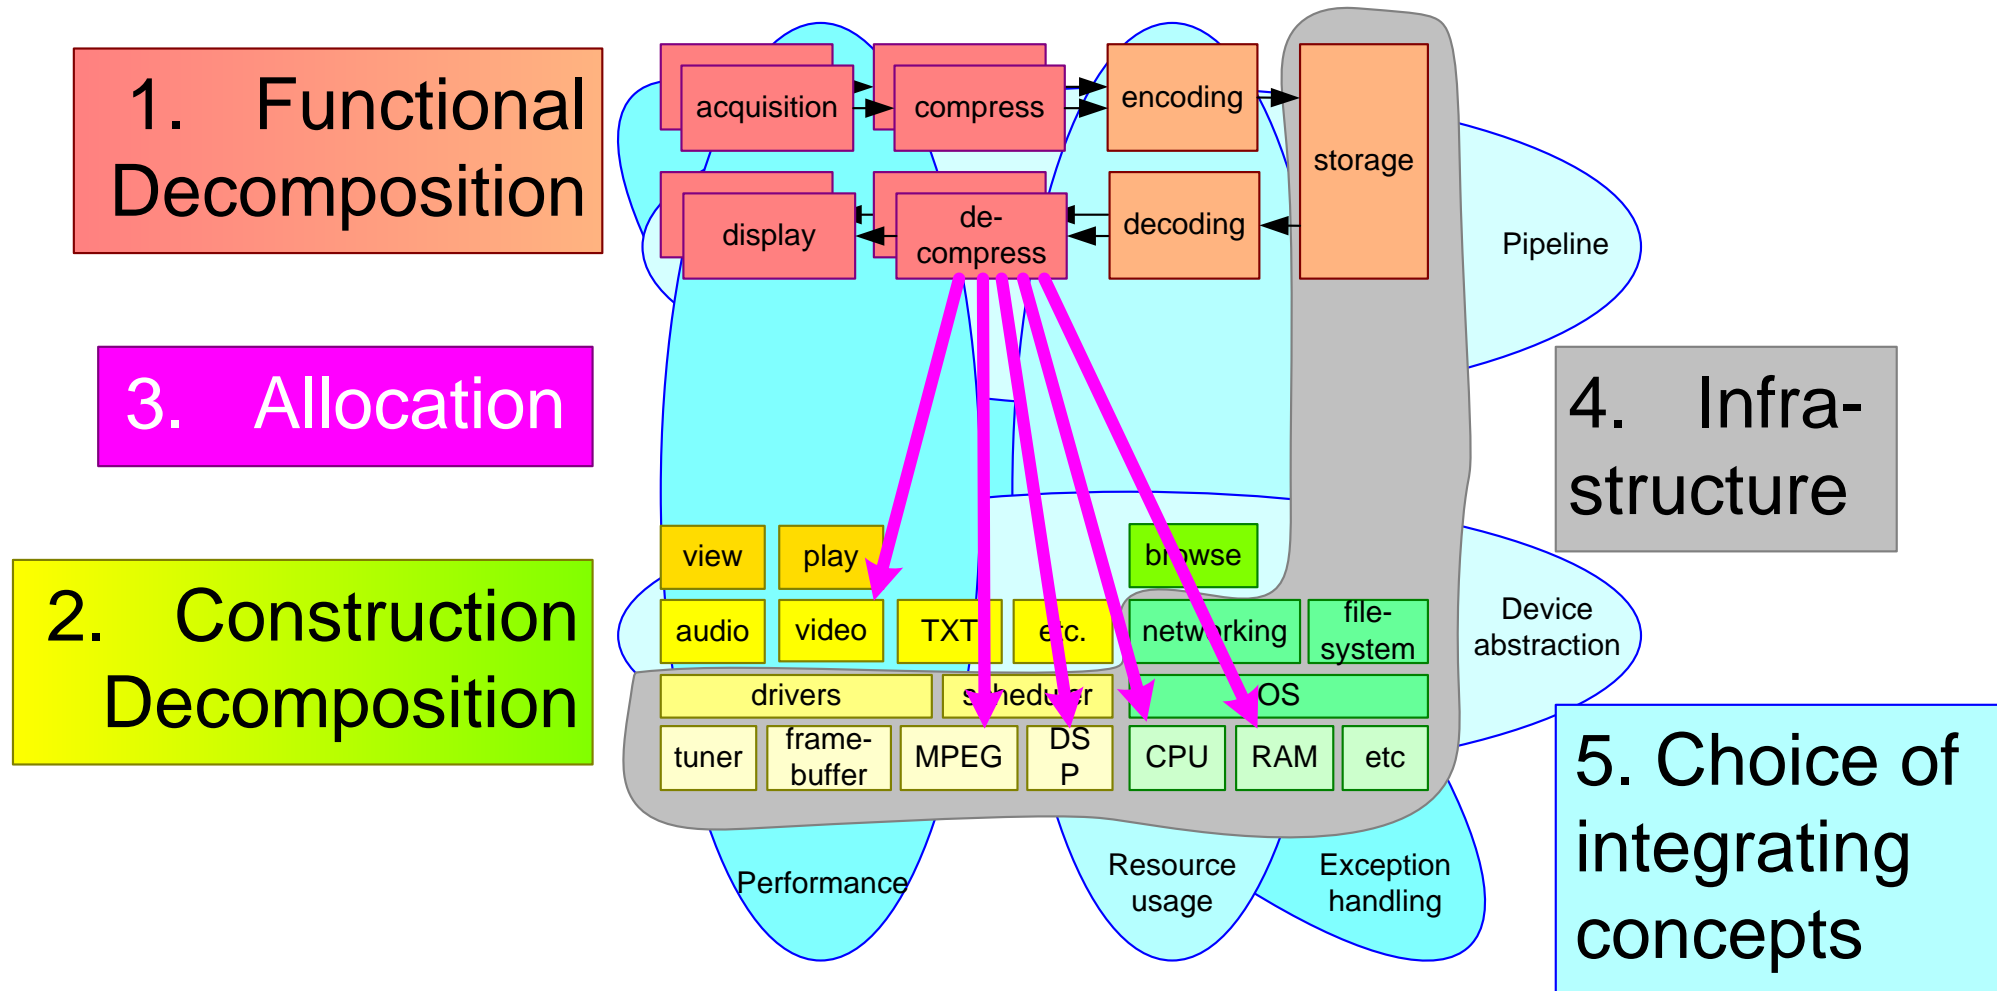 1. Functional
Decomposition
acquisition
compress
encoding
storage
display
de-
compress
decoding
Pipeline
3. Allocation
4. Infra-
structure
2. Construction
Decomposition
view
play
browse
audio
video
TXT
etc.
networking
file-
system
Device
abstraction
drivers
scheduler
OS
tuner
frame-
buffer
MPEG
DS
P
CPU
RAM
etc
5. Choice of
integrating
concepts
Performance
Resource
usage
Exception
handling